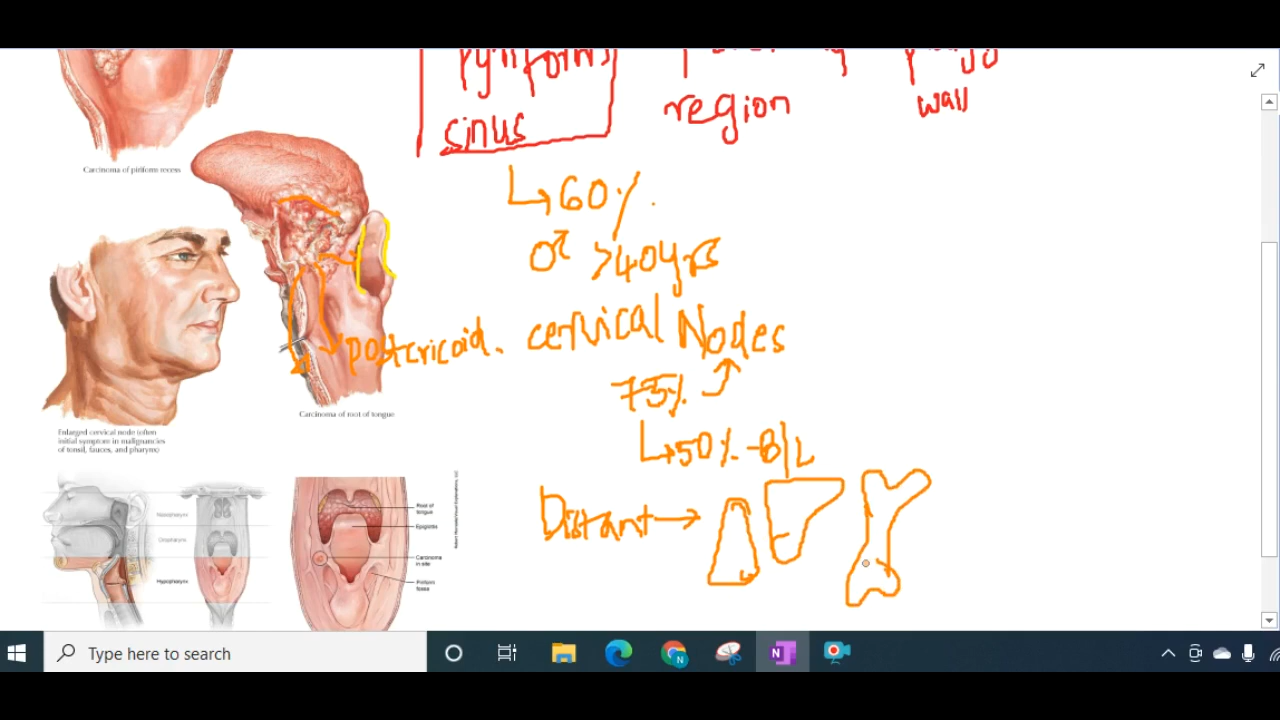 pyriform
sinus
region
wall
Carcinoma of piriform recess
↳ 60%.
♂ >40yrs
postcricoid.
cervical Nodes
75%
↳ 50% - B/L
Carcinoma of root of tongue
Enlarged cervical node (often
initial symptom in malignancies
of tonsil, fauces, and pharynx)
Distant →
Nasopharynx
Oropharynx
Hypopharynx
Root of
tongue
Epiglottis
Carcinoma
in site
Piriform
fossa
Type here to search